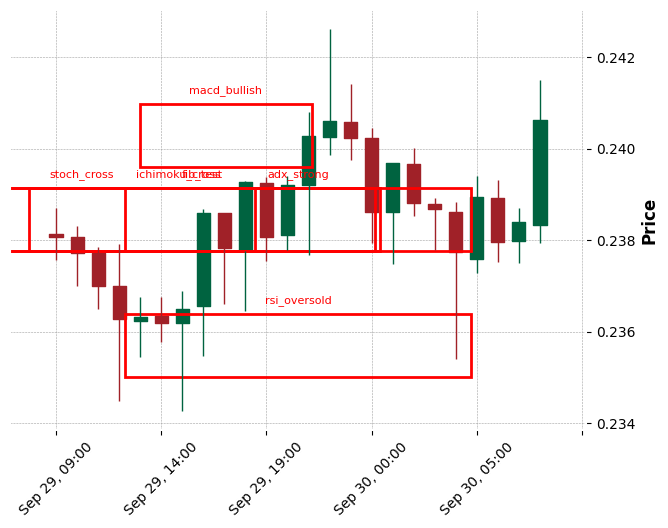 macd_bullish
stoch_cross
adx_strong
rsi_oversold
0.242
0.240
0.238
0.236
0.234
Price
Sep 29, 09:00
Sep 29, 14:00
Sep 29, 19:00
Sep 30, 00:00
Sep 30, 05:00